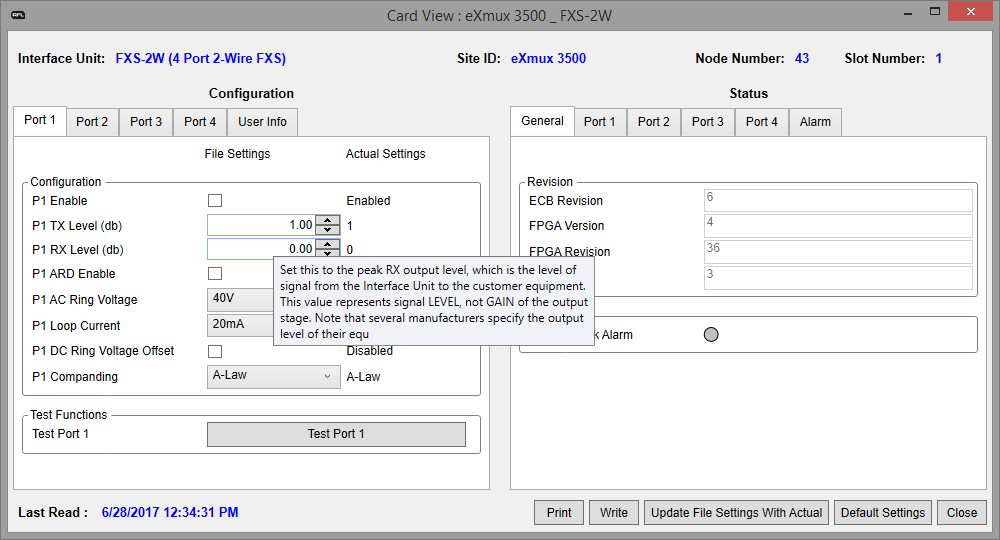 AFL
Card View : eXmux 3500 _ FXS-2W
Interface Unit: FXS-2W (4 Port 2-Wire FXS) Site ID: eXmux 3500 Node Number: 43 Slot Number: 1
Configuration
Port 1 Port 2 Port 3 Port 4 User Info
File Settings Actual Settings
Configuration
P1 Enable Enabled
P1 TX Level (db) 1.00 1
P1 RX Level (db) 0.00 0
P1 ARD Enable
P1 AC Ring Voltage 40V
P1 Loop Current 20mA
P1 DC Ring Voltage Offset Disabled
P1 Companding A-Law A-Law
Set this to the peak RX output level, which is the level of
signal from the Interface Unit to the customer equipment.
This value represents signal LEVEL, not GAIN of the output
stage. Note that several manufacturers specify the output
level of their equ
Test Functions
Test Port 1 Test Port 1
Status
General Port 1 Port 2 Port 3 Port 4 Alarm
Revision
ECB Revision 6
FPGA Version 4
FPGA Revision 36
3
Alarm
Last Read : 6/28/2017 12:34:31 PM
Print Write Update File Settings With Actual Default Settings Close